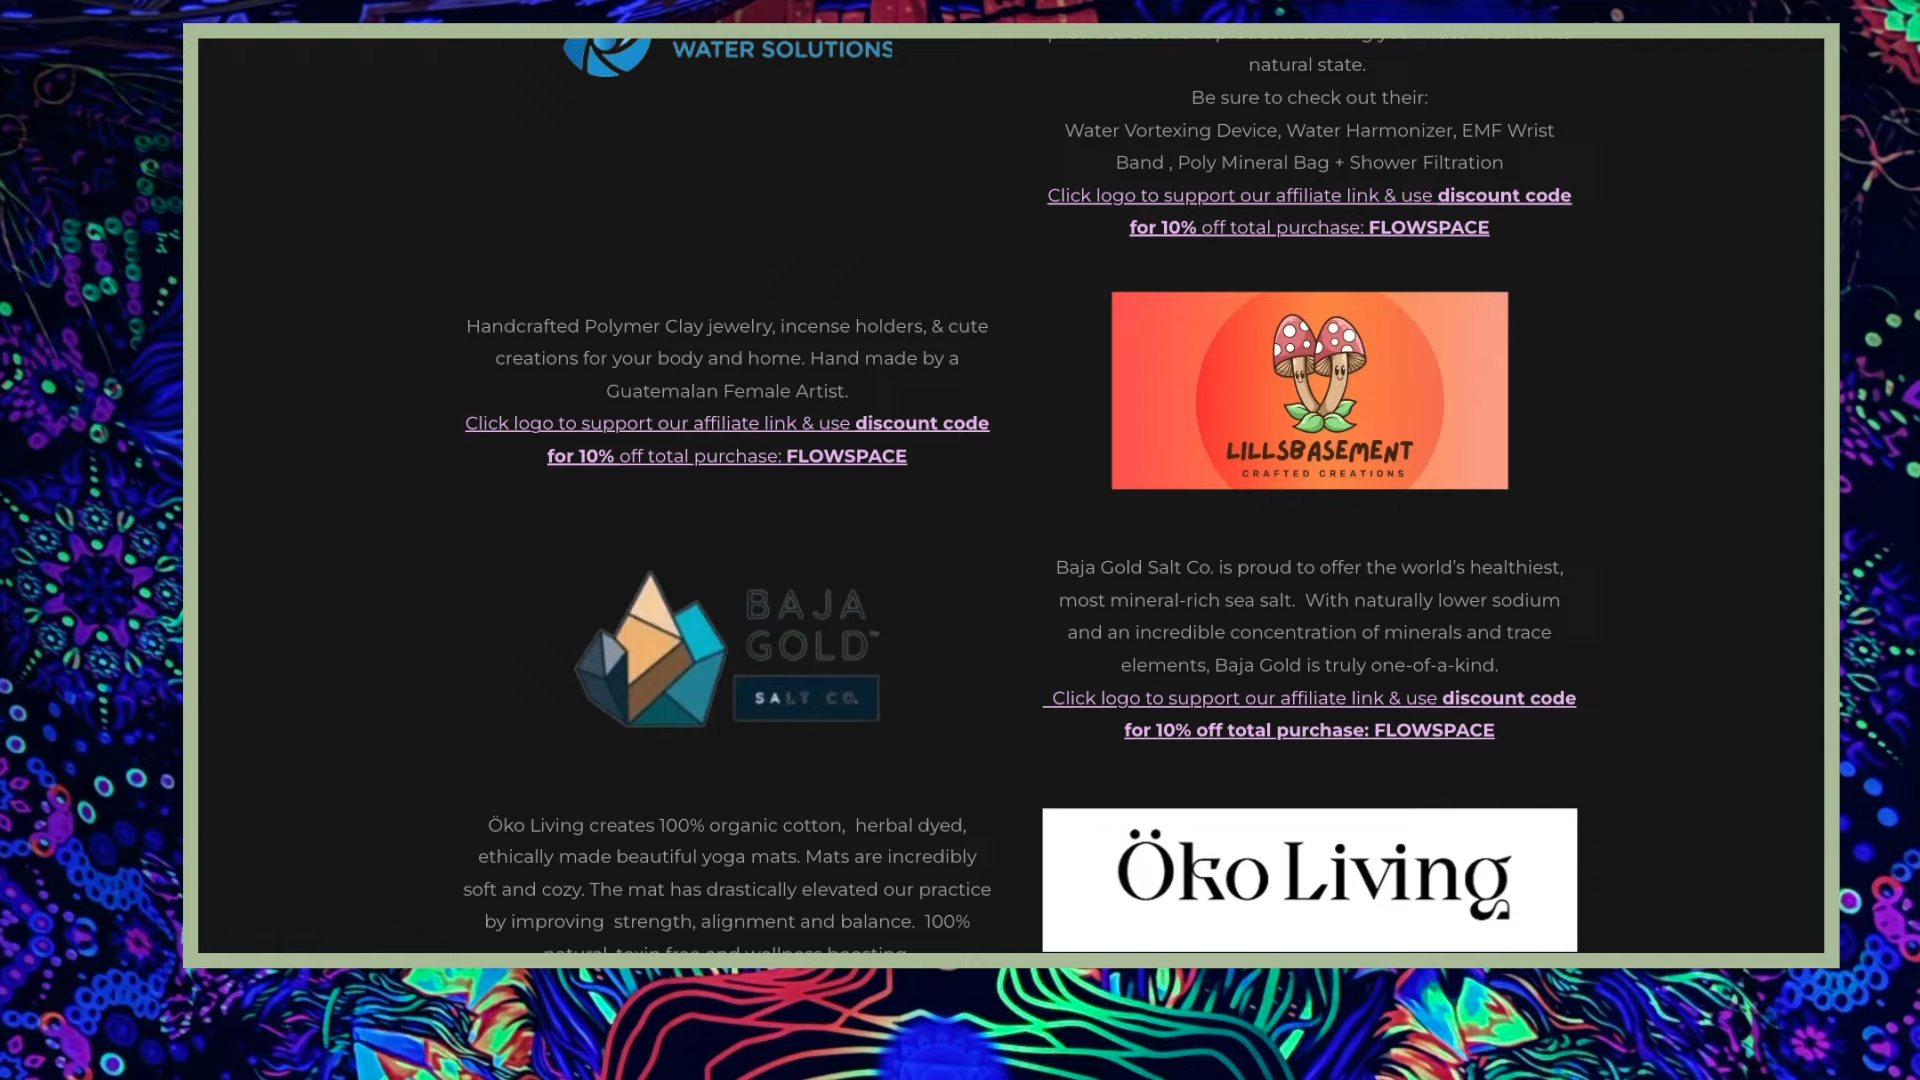 WATER SOLUTIONS
natural state.
Be sure to check out their:
Water Vortexing Device, Water Harmonizer, EMF Wrist
Band , Poly Mineral Bag + Shower Filtration
Click logo to support our affiliate link & use discount code
for 10% off total purchase: FLOWSPACE
Handcrafted Polymer Clay jewelry, incense holders, & cute
creations for your body and home. Hand made by a
Guatemalan Female Artist.
Click logo to support our affiliate link & use discount code
for 10% off total purchase: FLOWSPACE
LILLSBASEMENT
CRAFTED CREATIONS
BAJA
GOLD™
SALT CO.
Baja Gold Salt Co. is proud to offer the world's healthiest,
most mineral-rich sea salt. With naturally lower sodium
and an incredible concentration of minerals and trace
elements, Baja Gold is truly one-of-a-kind.
Click logo to support our affiliate link & use discount code
for 10% off total purchase: FLOWSPACE
Öko Living creates 100% organic cotton, herbal dyed,
ethically made beautiful yoga mats. Mats are incredibly
soft and cozy. The mat has drastically elevated our practice
by improving strength, alignment and balance. 100%
natural, toxin free and wellness boosting
Öko Living